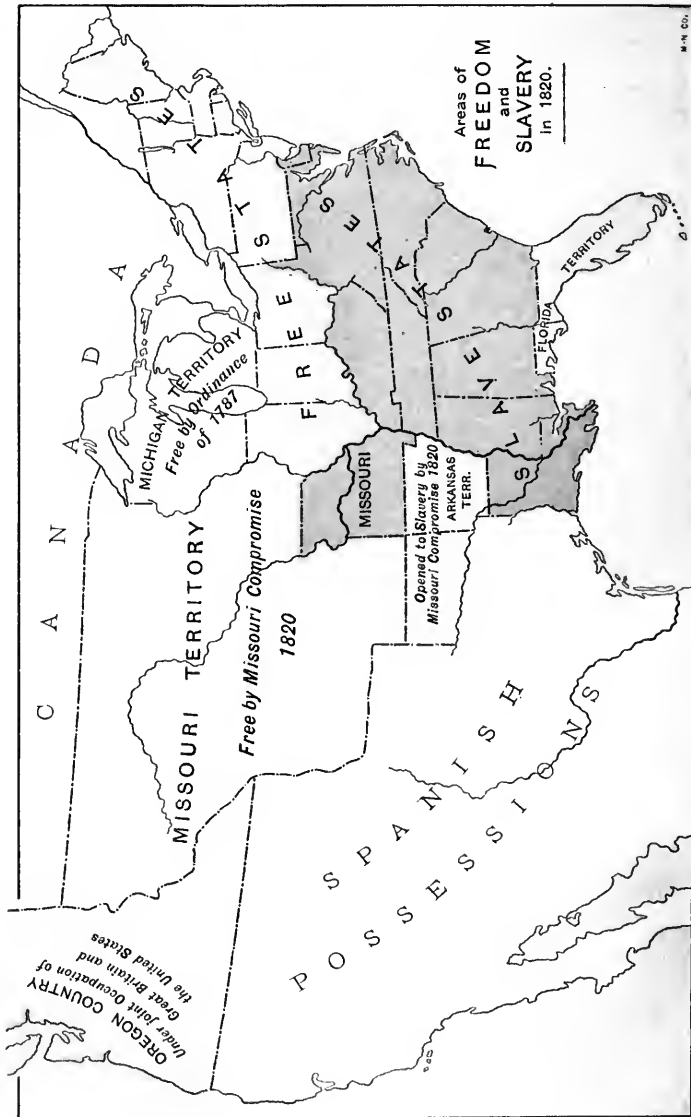 CANADA
OREGON COUNTRY
Under Joint Occupation of
Great Britain and
the United States
MISSOURI TERRITORY
Free by Missouri Compromise
1820
MICHIGAN TERRITORY
Free by Ordinance
of 1787
FREE STATES
MISSOURI
Opened to Slavery by
Missouri Compromise 1820
ARKANSAS
TERR.
SLAVE STATES
SPANISH
POSSESSIONS
FLORIDA
TERRITORY
Areas of
FREEDOM
and
SLAVERY
in 1820.
M-N CO.